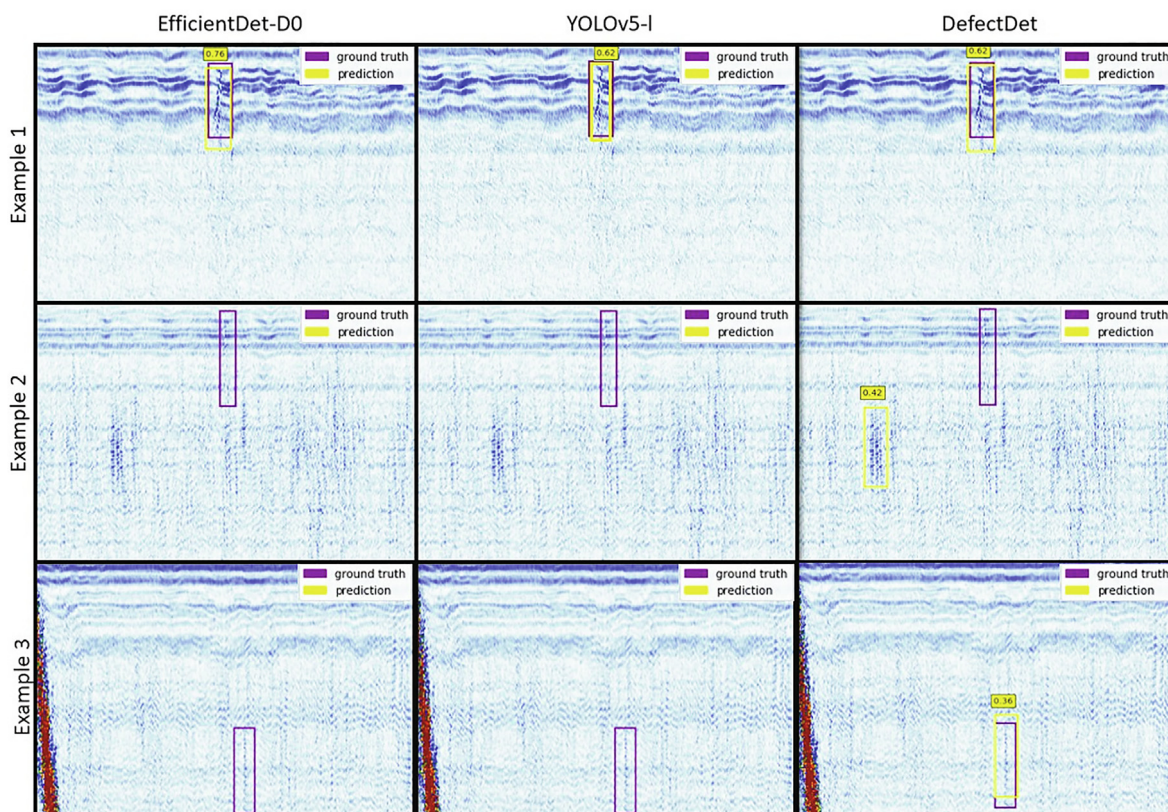 EfficientDet-D0 YOLOv5-l DefectDet
Example 1
0.76
ground truth
prediction
0.62
ground truth
prediction
0.62
ground truth
prediction
Example 2
ground truth
prediction
ground truth
prediction
ground truth
prediction
0.42
Example 3
ground truth
prediction
ground truth
prediction
ground truth
prediction
0.36